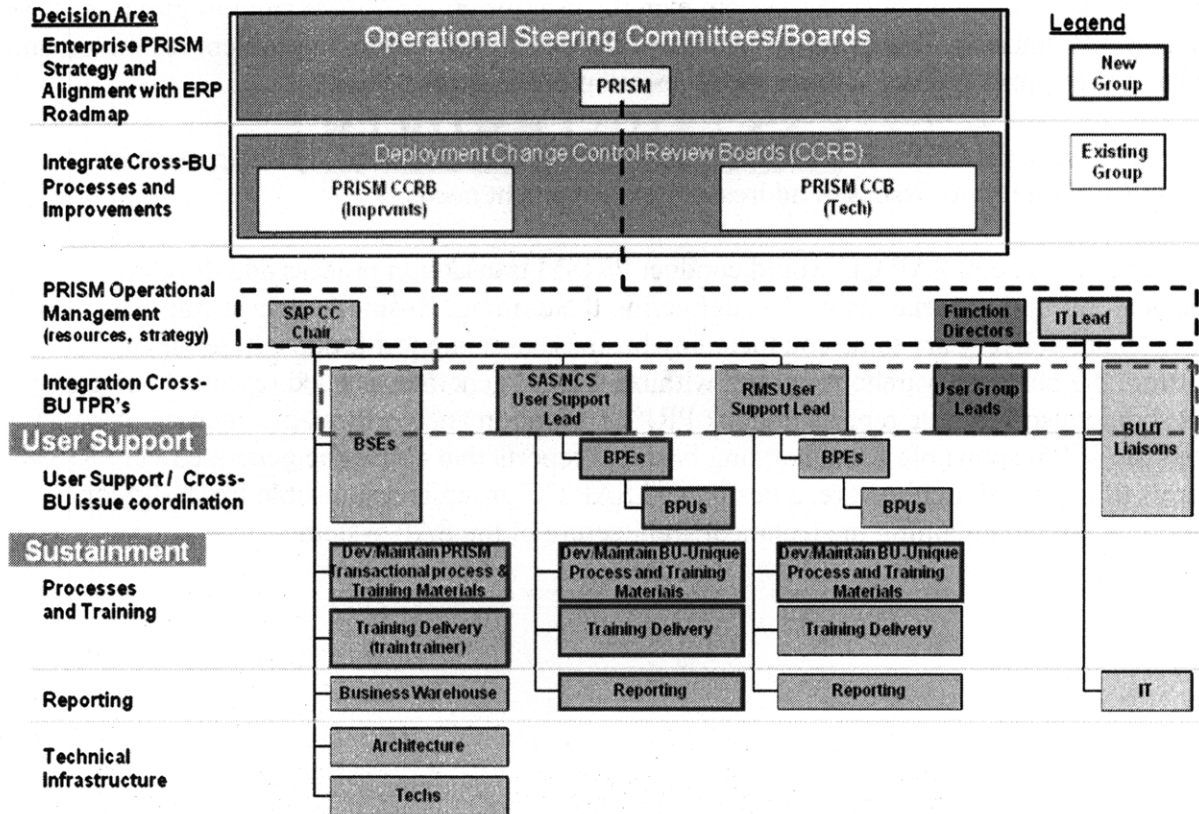 Decision Area
Enterprise PRISM
Strategy and
Alignment with ERP
Roadmap
Operational Steering Committees/Boards
PRISM
Legend
New
Group
Existing
Group
Integrate Cross-BU
Processes and
Improvements
Deployment Change Control Review Boards (CCRB)
PRISM CCRB
(Imprvmts)
PRISM CCB
(Tech)
PRISM Operational
Management
(resources, strategy)
SAP CC
Chair
Function
Directors
IT Lead
Integration Cross-
BU TPR's
BSEs
SAS/NCS
User Support
Lead
RMS User
Support Lead
User Group
Leads
BU/IT
Liaisons
User Support
User Support / Cross-
BU issue coordination
BPEs
BPUs
BPEs
BPUs
Sustainment
Processes
and Training
Dev/Maintain PRISM
Transactional process &
Training Materials
Dev/Maintain BU-Unique
Process and Training
Materials
Dev/Maintain BU-Unique
Process and Training
Materials
Training Delivery
(train trainer)
Training Delivery
Training Delivery
Reporting
Business Warehouse
Reporting
Reporting
IT
Technical
Infrastructure
Architecture
Techs